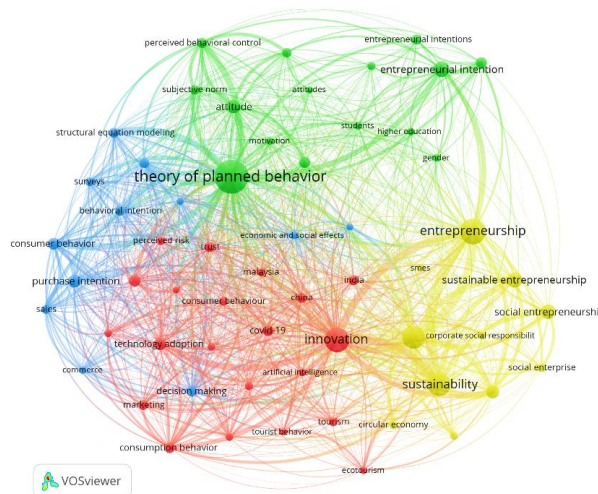 perceived behavioral control
entrepreneurial intentions
entrepreneurial intention
subjective norm
attitudes
attitude
structural equation modeling
students
higher education
motivation
gender
theory of planned behavior
surveys
behavioral intention
entrepreneurship
consumer behavior
perceived risk
economic and social effects
trust
malaysia
smes
purchase intention
india
sustainable entrepreneurship
sales
consumer behaviour
china
social entrepreneurshi
covid-19
innovation
corporate social responsibilit
technology adoption
commerce
artificial intelligence
social enterprise
decision making
sustainability
marketing
tourist behavior
tourism
circular economy
consumption behavior
ecotourism
VOSviewer